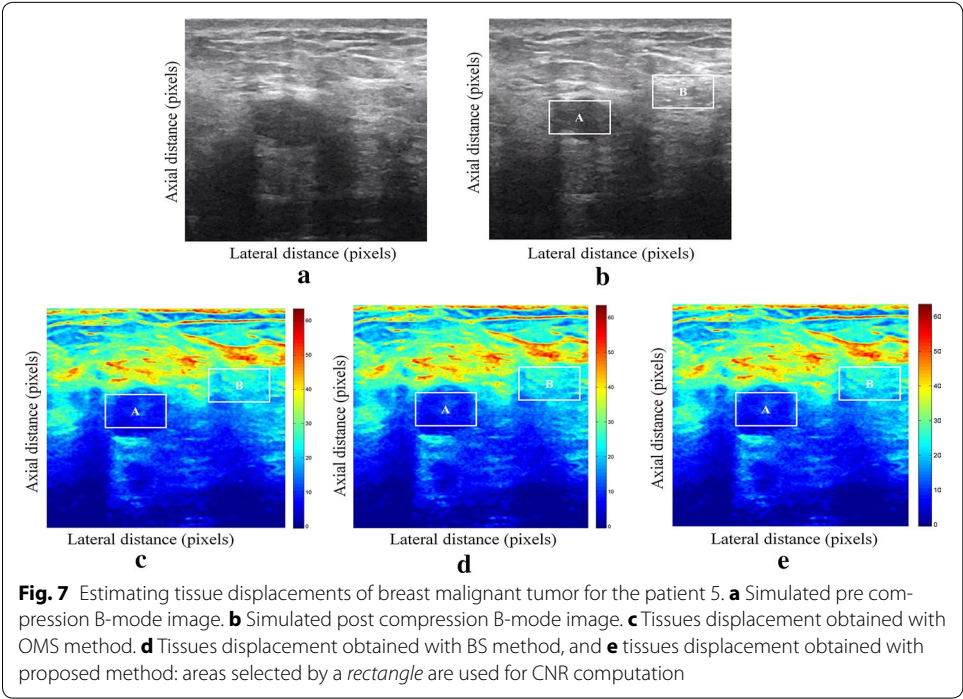 Axial distance (pixels)
Lateral distance (pixels)
a
Axial distance (pixels)
A
B
Lateral distance (pixels)
b
Axial distance (pixels)
A
B
60
50
40
30
20
10
0
Lateral distance (pixels)
c
Axial distance (pixels)
A
B
60
50
40
30
20
10
0
Lateral distance (pixels)
d
Axial distance (pixels)
A
B
60
50
40
30
20
10
0
Lateral distance (pixels)
e
Fig. 7 Estimating tissue displacements of breast malignant tumor for the patient 5. a Simulated pre com-
pression B-mode image. b Simulated post compression B-mode image. c Tissues displacement obtained with
OMS method. d Tissues displacement obtained with BS method, and e tissues displacement obtained with
proposed method: areas selected by a rectangle are used for CNR computation